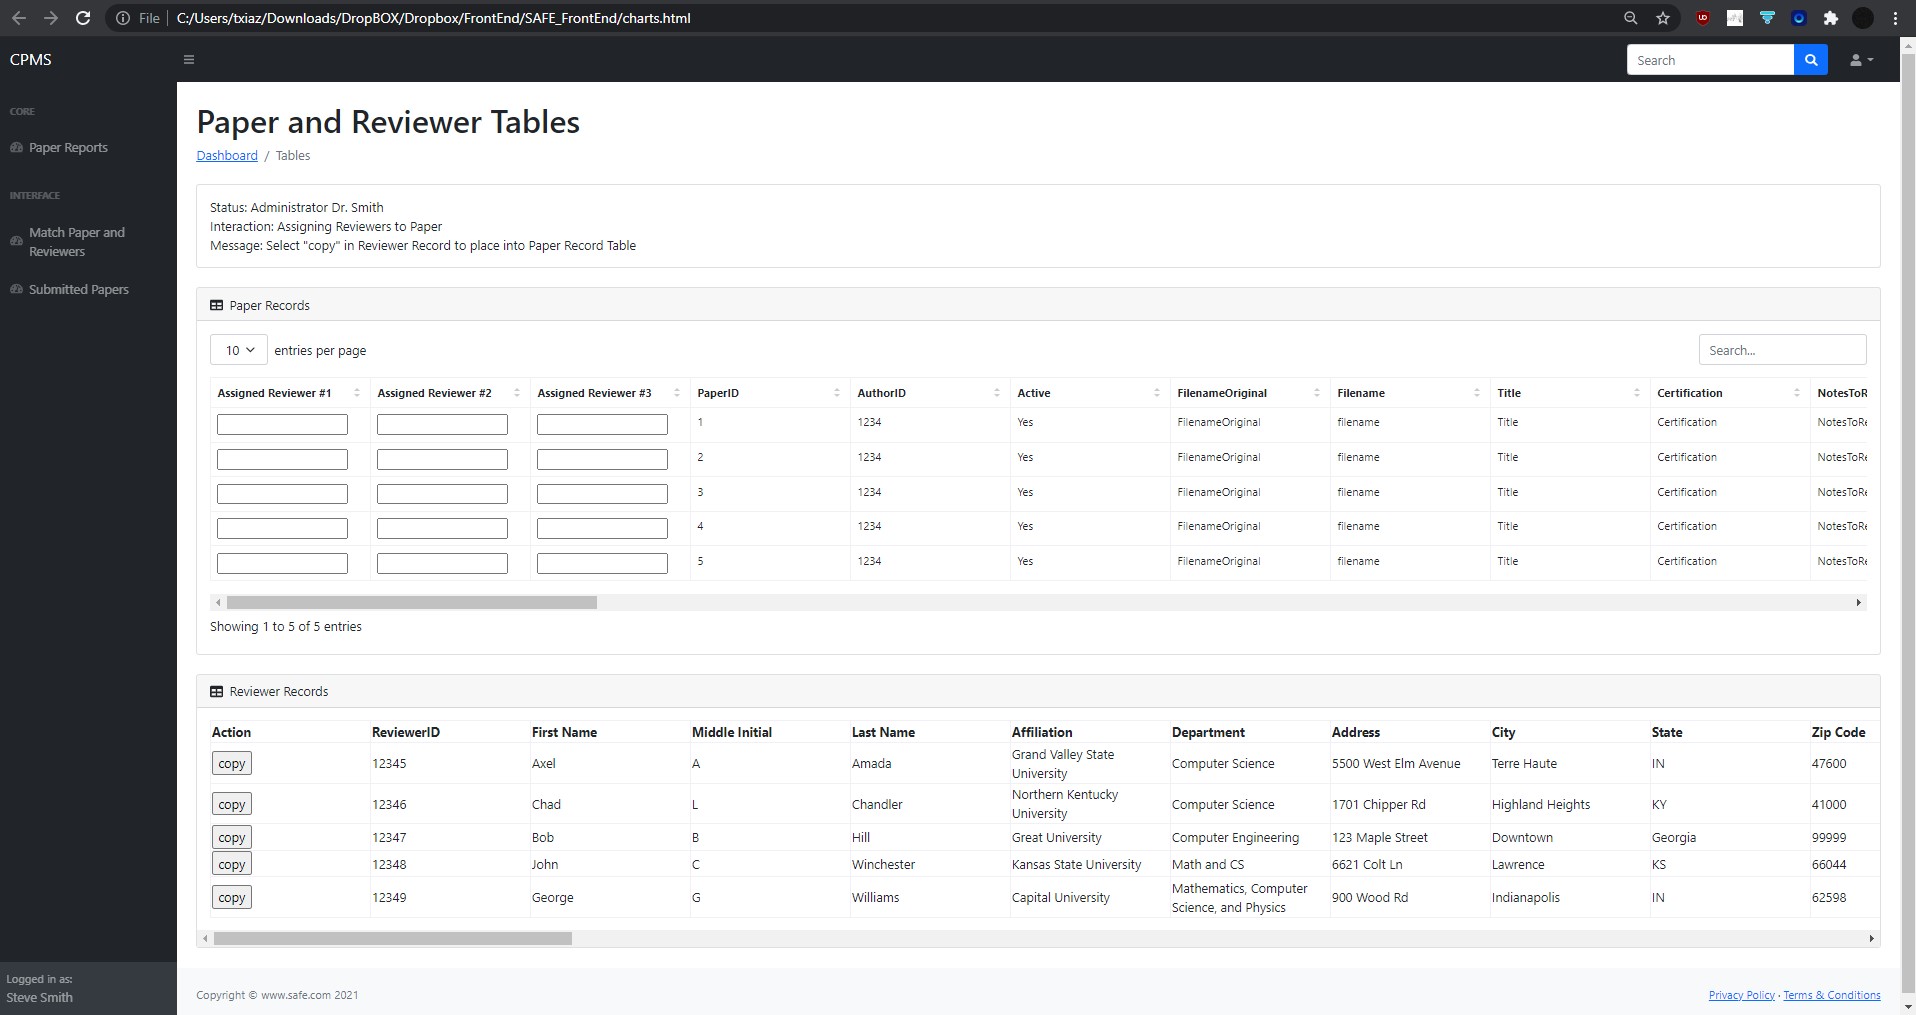 File | C:/Users/txiaz/Downloads/DropBOX/Dropbox/FrontEnd/SAFE_FrontEnd/charts.html
CPMS
Search
CORE
Paper Reports
INTERFACE
Match Paper and
Reviewers
Submitted Papers
Logged in as:
Steve Smith
Paper and Reviewer Tables
Dashboard / Tables
Status: Administrator Dr. Smith
Interaction: Assigning Reviewers to Paper
Message: Select "copy" in Reviewer Record to place into Paper Record Table
Paper Records
10 entries per page Search...
Assigned Reviewer #1 Assigned Reviewer #2 Assigned Reviewer #3 PaperID AuthorID Active FilenameOriginal Filename Title Certification NotesToR
1 1234 Yes FilenameOriginal filename Title Certification NotesToRe
2 1234 Yes FilenameOriginal filename Title Certification NotesToRe
3 1234 Yes FilenameOriginal filename Title Certification NotesToRe
4 1234 Yes FilenameOriginal filename Title Certification NotesToRe
5 1234 Yes FilenameOriginal filename Title Certification NotesToRe
Showing 1 to 5 of 5 entries
Reviewer Records
Action ReviewerID First Name Middle Initial Last Name Affiliation Department Address City State Zip Code
copy 12345 Axel A Amada Grand Valley State University Computer Science 5500 West Elm Avenue Terre Haute IN 47600
copy 12346 Chad L Chandler Northern Kentucky University Computer Science 1701 Chipper Rd Highland Heights KY 41000
copy 12347 Bob B Hill Great University Computer Engineering 123 Maple Street Downtown Georgia 99999
copy 12348 John C Winchester Kansas State University Math and CS 6621 Colt Ln Lawrence KS 66044
copy 12349 George G Williams Capital University Mathematics, Computer Science, and Physics 900 Wood Rd Indianapolis IN 62598
Copyright © www.safe.com 2021
Privacy Policy · Terms & Conditions